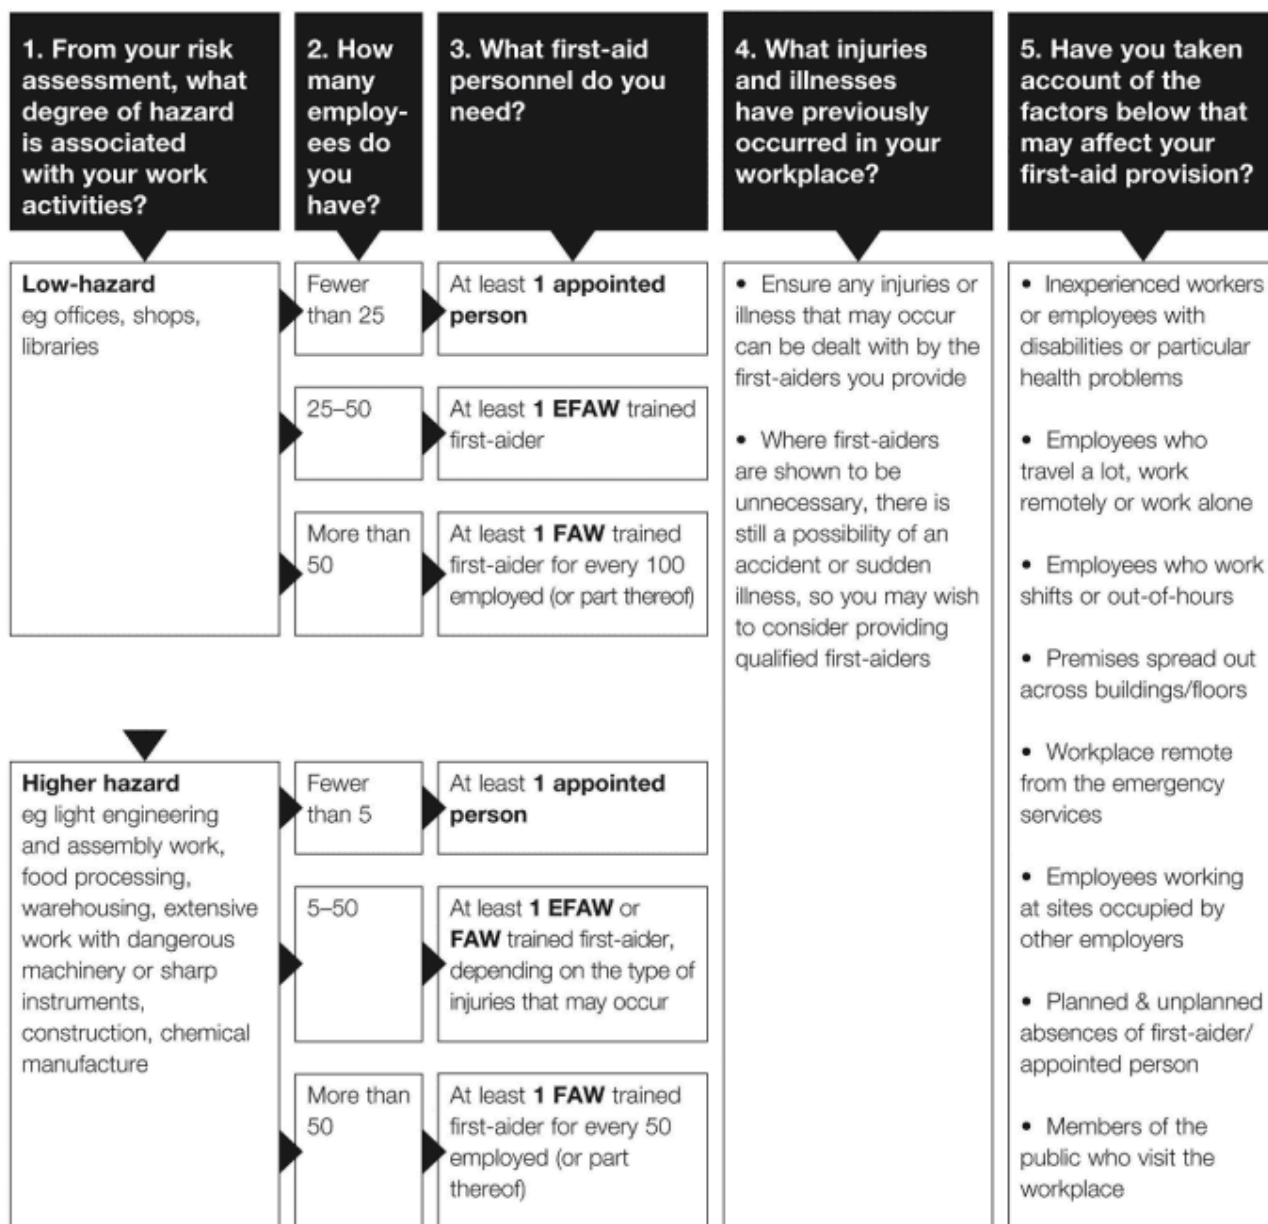 1. From your risk
assessment, what
degree of hazard
is associated
with your work
activities?
2. How
many
employ-
ees do
you
have?
3. What first-aid
personnel do you
need?
4. What injuries
and illnesses
have previously
occurred in your
workplace?
5. Have you taken
account of the
factors below that
may affect your
first-aid provision?
Low-hazard
eg offices, shops,
libraries
Fewer
than 25
At least 1 appointed
person
25–50
At least 1 EFAW trained
first-aider
More than
50
At least 1 FAW trained
first-aider for every 100
employed (or part thereof)
Higher hazard
eg light engineering
and assembly work,
food processing,
warehousing, extensive
work with dangerous
machinery or sharp
instruments,
construction, chemical
manufacture
Fewer
than 5
At least 1 appointed
person
5–50
At least 1 EFAW or
FAW trained first-aider,
depending on the type of
injuries that may occur
More than
50
At least 1 FAW trained
first-aider for every 50
employed (or part
thereof)
• Ensure any injuries or
illness that may occur
can be dealt with by the
first-aiders you provide
• Where first-aiders
are shown to be
unnecessary, there is
still a possibility of an
accident or sudden
illness, so you may wish
to consider providing
qualified first-aiders
• Inexperienced workers
or employees with
disabilities or particular
health problems
• Employees who
travel a lot, work
remotely or work alone
• Employees who work
shifts or out-of-hours
• Premises spread out
across buildings/floors
• Workplace remote
from the emergency
services
• Employees working
at sites occupied by
other employers
• Planned & unplanned
absences of first-aider/
appointed person
• Members of the
public who visit the
workplace